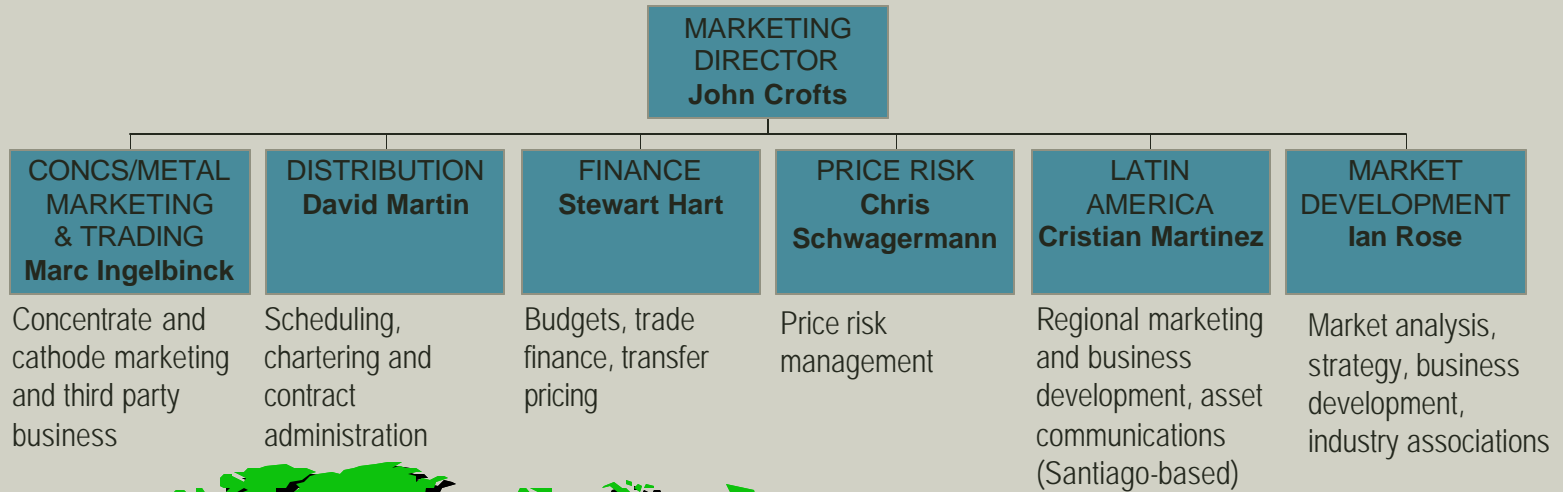 MARKETING
DIRECTOR
John Crofts
CONCS/METAL
MARKETING
& TRADING
Marc Ingelbinck
Concentrate and
cathode marketing
and third party
business
DISTRIBUTION
David Martin
Scheduling,
chartering and
contract
administration
FINANCE
Stewart Hart
Budgets, trade
finance, transfer
pricing
PRICE RISK
Chris
Schwagermann
Price risk
management
LATIN
AMERICA
Cristian Martinez
Regional marketing
and business
development, asset
communications
(Santiago-based)
MARKET
DEVELOPMENT
Ian Rose
Market analysis,
strategy, business
development,
industry associations